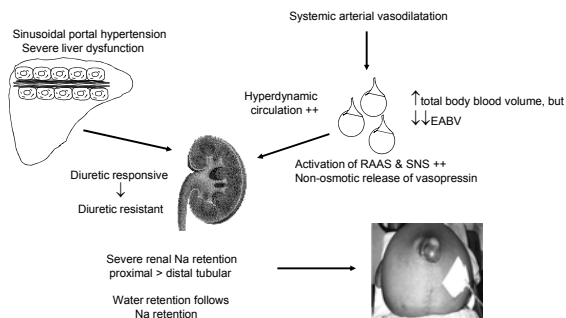 Systemic arterial vasodilatation
Sinusoidal portal hypertension
Severe liver dysfunction
Hyperdynamic
circulation ++
↑total body blood volume, but
↓↓EABV
Activation of RAAS & SNS ++
Non-osmotic release of vasopressin
Diuretic responsive
↓
Diuretic resistant
Severe renal Na retention
proximal > distal tubular
Water retention follows
Na retention